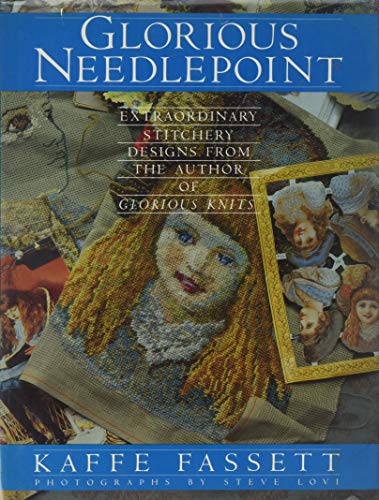 GLORIOUS
NEEDLEPOINT
EXTRAORDINARY
STITCHERY
DESIGNS FROM
THE AUTHOR
OF
GLORIOUS KNITS
KAFFE FASSETT
PHOTOGRAPHS BY STEVE LOVI